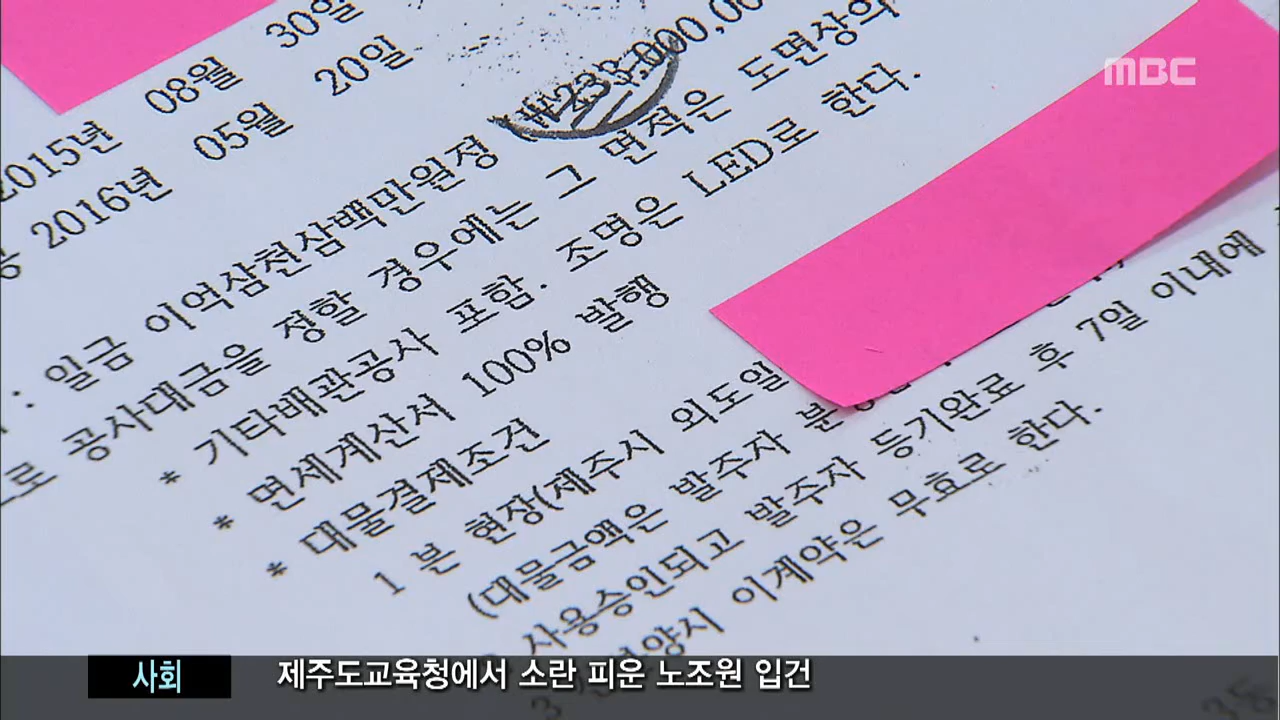 MBC
2015년 08월 30일
2016년 05월 20일
: 일금 이억삼천삼백만원정 (₩233,000,00
공사대금을 정할 경우에는 그 면적은 도면상의
* 기타배관공사 포함. 조명은 LED로 한다.
* 면세계산서 100% 발행
* 대물결제조건
1 본 현장(제주시 외도일
(대물금액은 발주자
사용승인되고 발주자 등기완료 후 7일 이내에
이계약은 무효로 한다.
사회
제주도교육청에서 소란 피운 노조원 입건